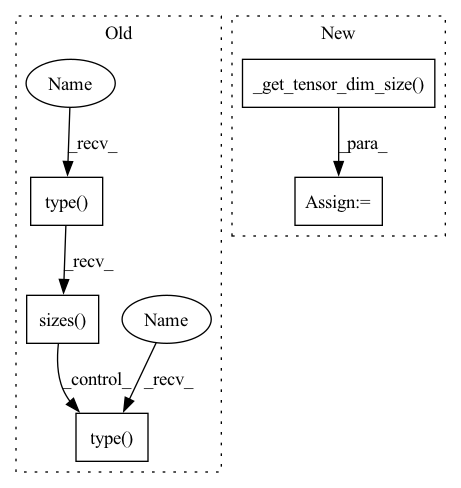 Old
New
Name
_get_tensor_dim_size()
_recv_
_para_
type()
Assign:=
_recv_
sizes()
Name
_control_
_recv_
type()